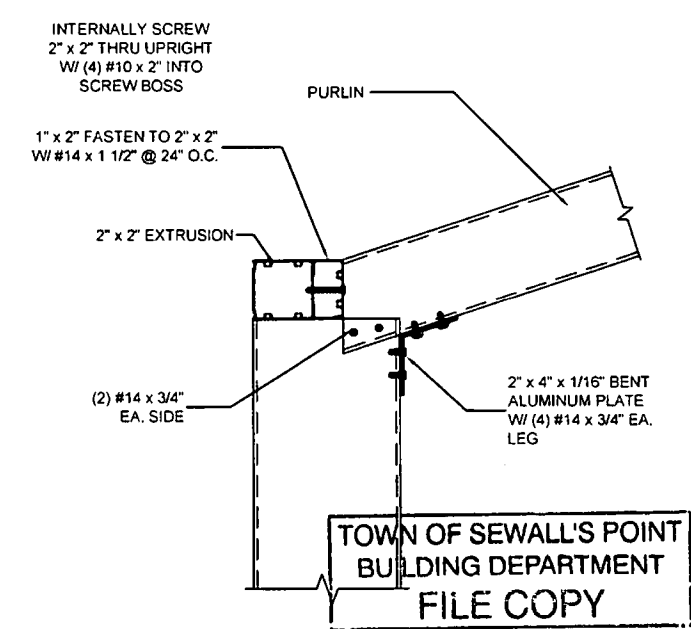 INTERNALLY SCREW
2" x 2" THRU UPRIGHT
W/ (4) #10 x 2" INTO
SCREW BOSS
PURLIN
1" x 2" FASTEN TO 2" x 2"
W/ #14 x 1 1/2" @ 24" O.C.
2" x 2" EXTRUSION
(2) #14 x 3/4"
EA. SIDE
2" x 4" x 1/16" BENT
ALUMINUM PLATE
W/ (4) #14 x 3/4" EA.
LEG
TOWN OF SEWALL'S POINT
BUILDING DEPARTMENT
FILE COPY